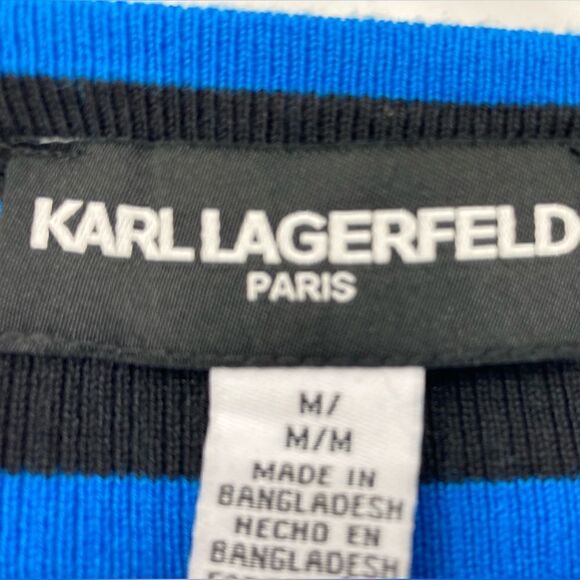 KARL LAGERFELD
PARIS
M/
M/M
MADE IN
BANGLADESH
HECHO EN
BANGLADESH